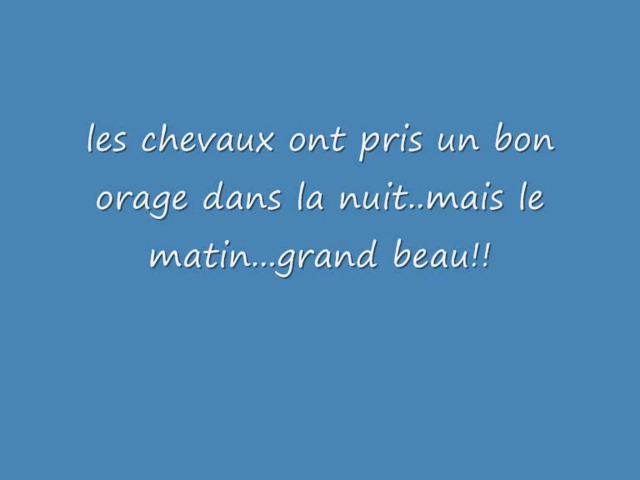 les chevaux ont pris un bon
orage dans la nuit..mais le
matin...grand beau!!